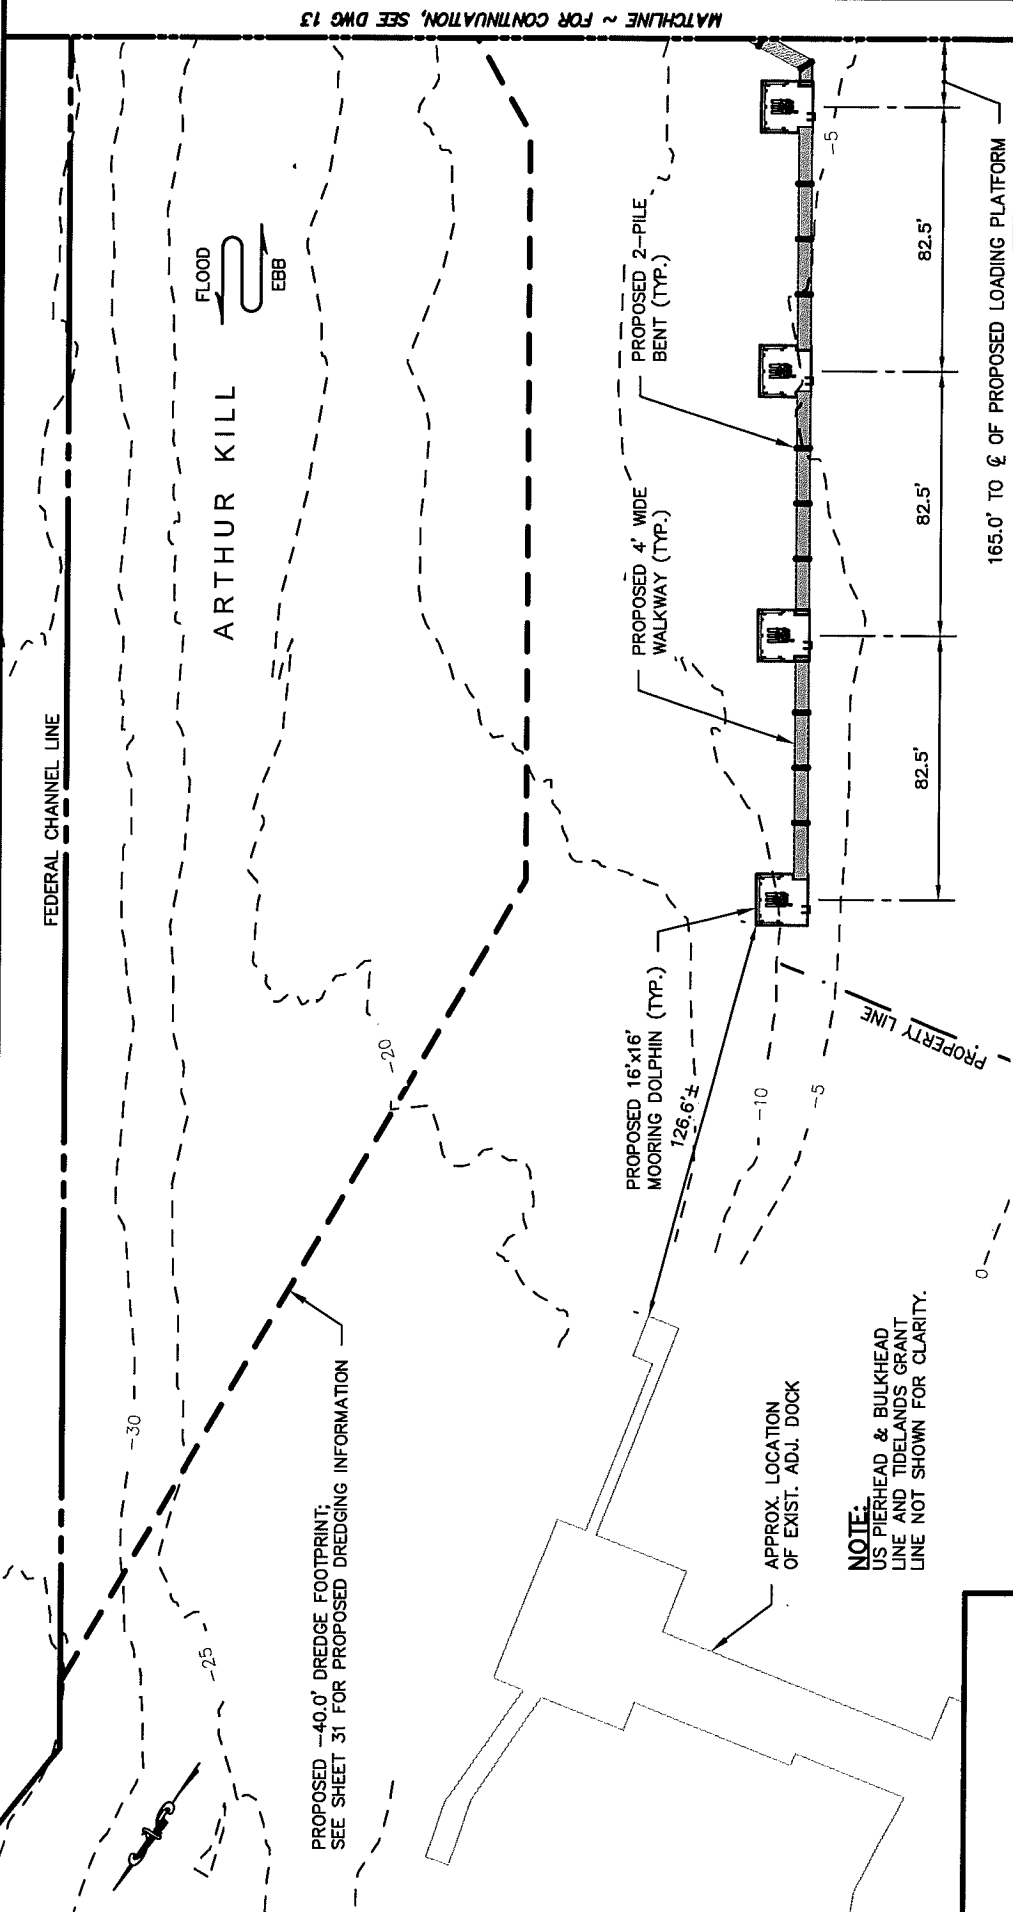 MATCHLINE ~ FOR CONTINUATION, SEE DWG 13
FEDERAL CHANNEL LINE
FLOOD
EBB
ARTHUR KILL
-30
-25
-20
PROPOSED -40.0' DREDGE FOOTPRINT;
SEE SHEET 31 FOR PROPOSED DREDGING INFORMATION
PROPOSED 16'x16'
MOORING DOLPHIN (TYP.)
126.6'±
PROPOSED 4' WIDE
WALKWAY (TYP.)
PROPOSED 2-PILE
BENT (TYP.)
-5
-10
-5
0
PROPERTY LINE
82.5'
82.5'
82.5'
165.0' TO ℄ OF PROPOSED LOADING PLATFORM
APPROX. LOCATION
OF EXIST. ADJ. DOCK
NOTE:
US PIERHEAD & BULKHEAD
LINE AND TIDELANDS GRANT
LINE NOT SHOWN FOR CLARITY.